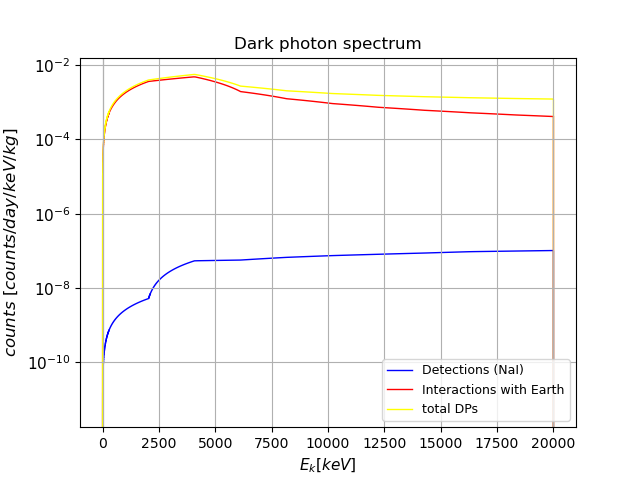 Dark photon spectrum
counts [counts/day/keV/kg]
10⁻²
10⁻⁴
10⁻⁶
10⁻⁸
10⁻¹⁰
Detections (NaI)
Interactions with Earth
total DPs
0 2500 5000 7500 10000 12500 15000 17500 20000
E_k[keV]